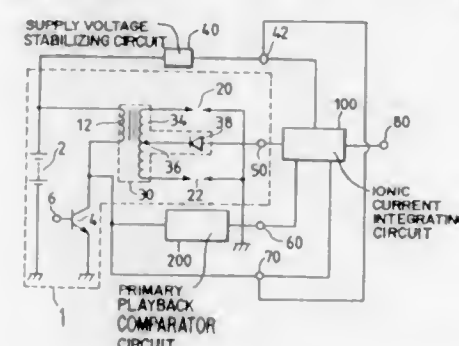 SUPPLY VOLTAGE
STABILIZING CIRCUIT
40
42
20
100
12
34
38
80
2
36
50
IONIC
CURRENT
INTEGRATING
CIRCUIT
6
4
30
22
60
200
70
1
PRIMARY
PLAYBACK
COMPARATOR
CIRCUIT